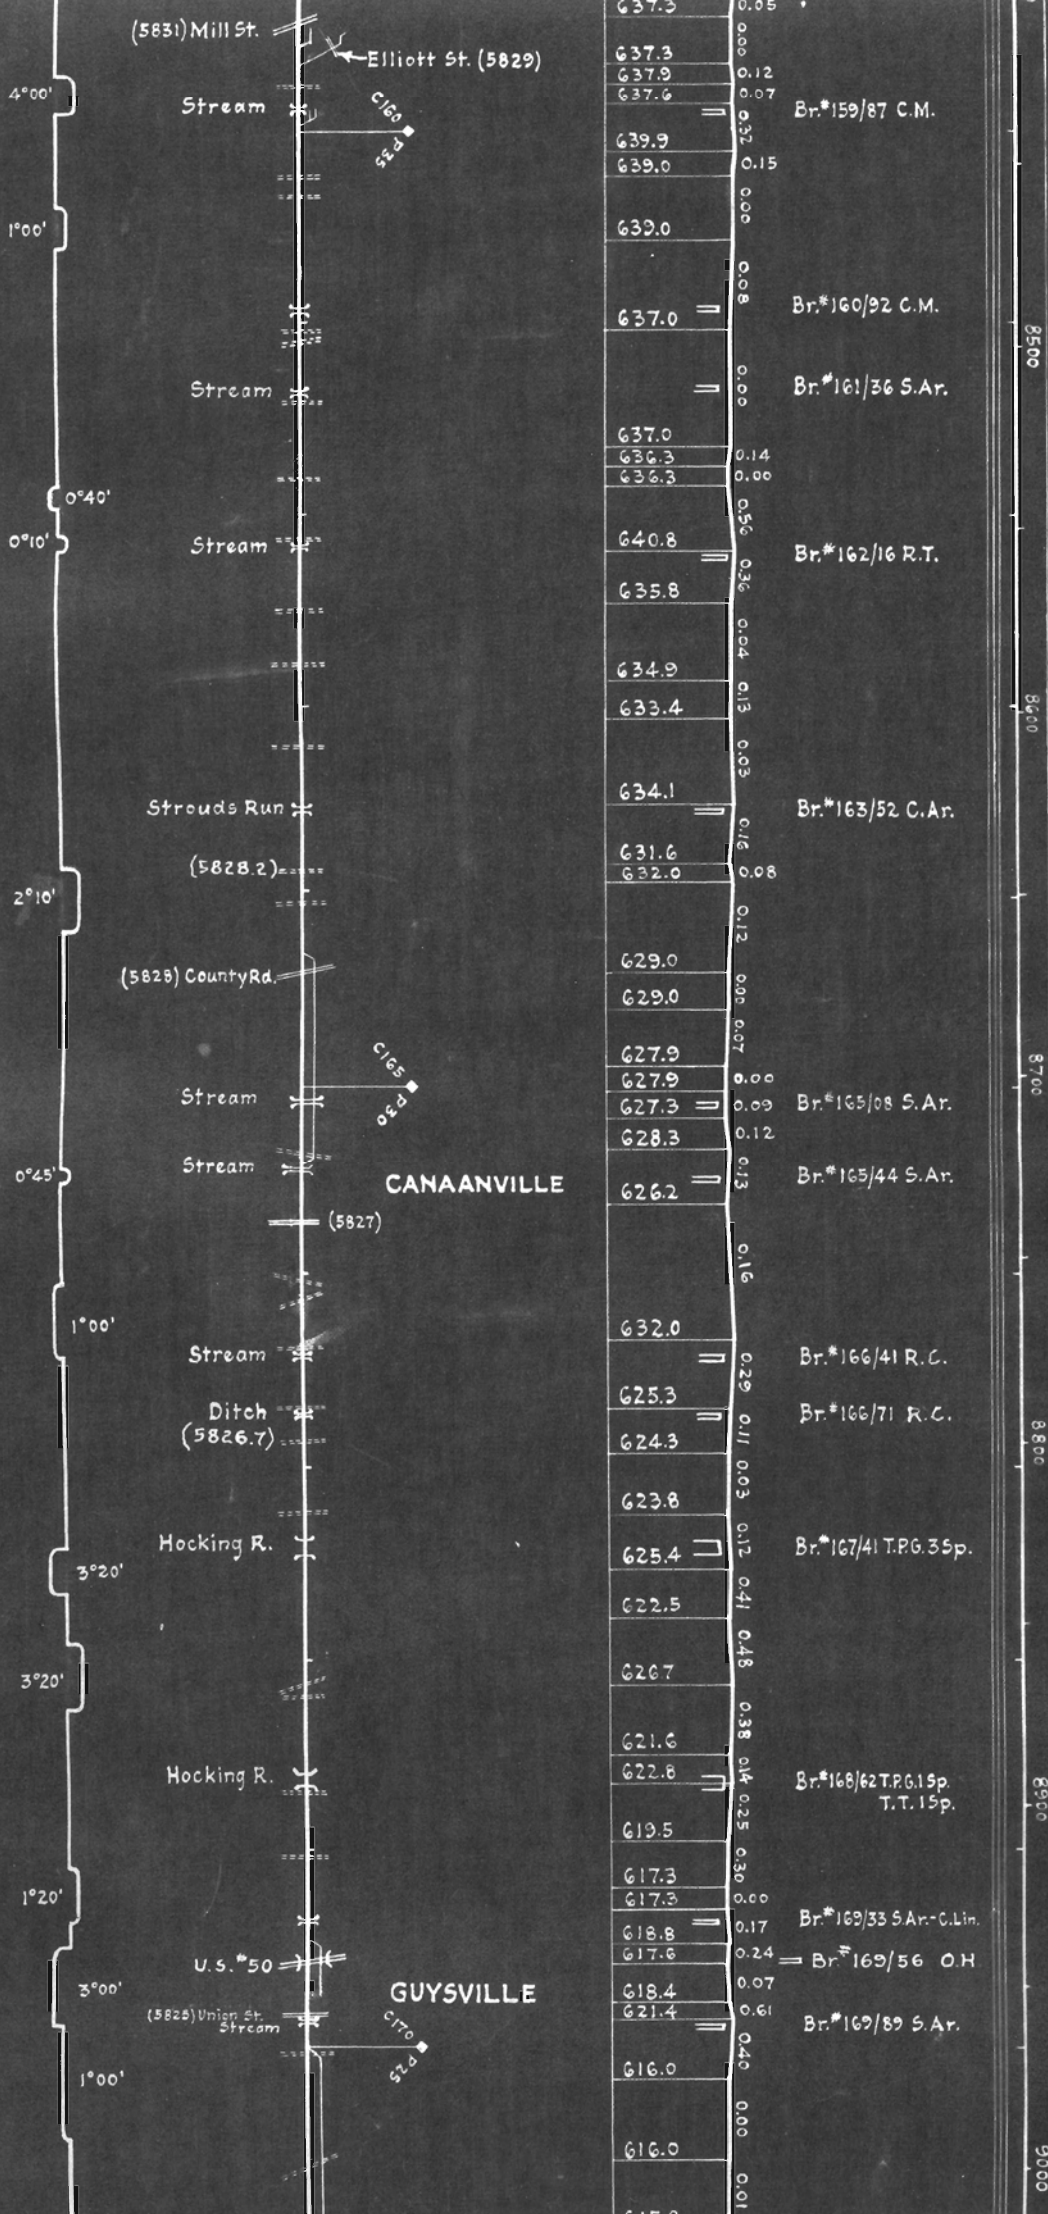 637.3 0.05
(5831) Mill St.
Elliott St. (5829)
0.00
637.3
637.9 0.12
637.6 0.07
4°00'
Stream
C160
P35
Br.#159/87 C.M.
0.32
639.9
639.0 0.15
0.00
1°00'
639.0
0.08
637.0
Br.#160/92 C.M.
8500
Stream
0.00
Br.#161/36 S.Ar.
637.0
636.3 0.14
636.3 0.00
0°40'
0.56
0°10'
Stream
640.8
Br.#162/16 R.T.
0.36
635.8
0.04
634.9
0.13
633.4
8600
0.03
634.1
Strouds Run
Br.#163/52 C.Ar.
0.16
631.6
(5828.2)
632.0 0.08
2°10'
0.12
629.0
(5828) County Rd.
0.00
629.0
0.07
627.9
C165
P30
8700
627.9 0.00
Stream
627.3 0.09
Br.#165/08 S.Ar.
628.3 0.12
Stream
0°45'
CANAANVILLE
0.13
Br.#165/44 S.Ar.
626.2
(5827)
0.16
1°00'
632.0
Stream
0.29
Br.#166/41 R.C.
625.3
Ditch
0.11
Br.#166/71 R.C.
(5826.7)
624.3
8800
0.03
623.8
Hocking R.
0.12
Br.#167/41 T.P.G. 3Sp.
625.4
3°20'
0.41
622.5
0.48
3°20'
626.7
0.38
621.6
Hocking R.
622.8 0.14
Br.#168/62 T.P.G. 1Sp.
T.T. 1Sp.
8900
0.25
619.5
0.30
617.3
1°20'
617.3 0.00
618.8 0.17
Br.#169/33 S.Ar.-C.Lin.
U.S.#50
617.6 0.24
Br.#169/56 O.H.
3°00'
GUYSVILLE
618.4 0.07
(5825) Union St.
621.4 0.61
Stream
Br.#169/89 S.Ar.
C170
P25
0.40
616.0
1°00'
0.00
616.0
9000
0.01